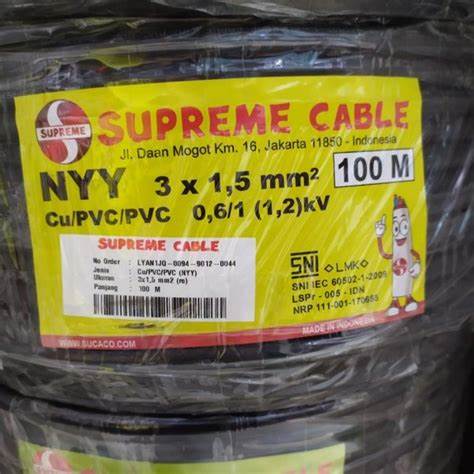 SUPREME
SUPREME CABLE
Jl. Daan Mogot Km. 16, Jakarta 11850 - Indonesia
NYY 3 x 1,5 mm² 100 M
Cu/PVC/PVC 0,6/1 (1,2)kV
SUPREME CABLE
No Order : LYAN1JQ-0094-9012-0044
Jenis : Cu/PVC/PVC (NYY)
Ukuran : 3x1,5 mm2 (re)
Panjang : 100 M
SNI LMK
SNI IEC 60502-1-2009
LSPr - 005 - IDN
NRP 111-001-170653
WWW.SUCACO.COM
MADE IN INDONESIA
SUPREME